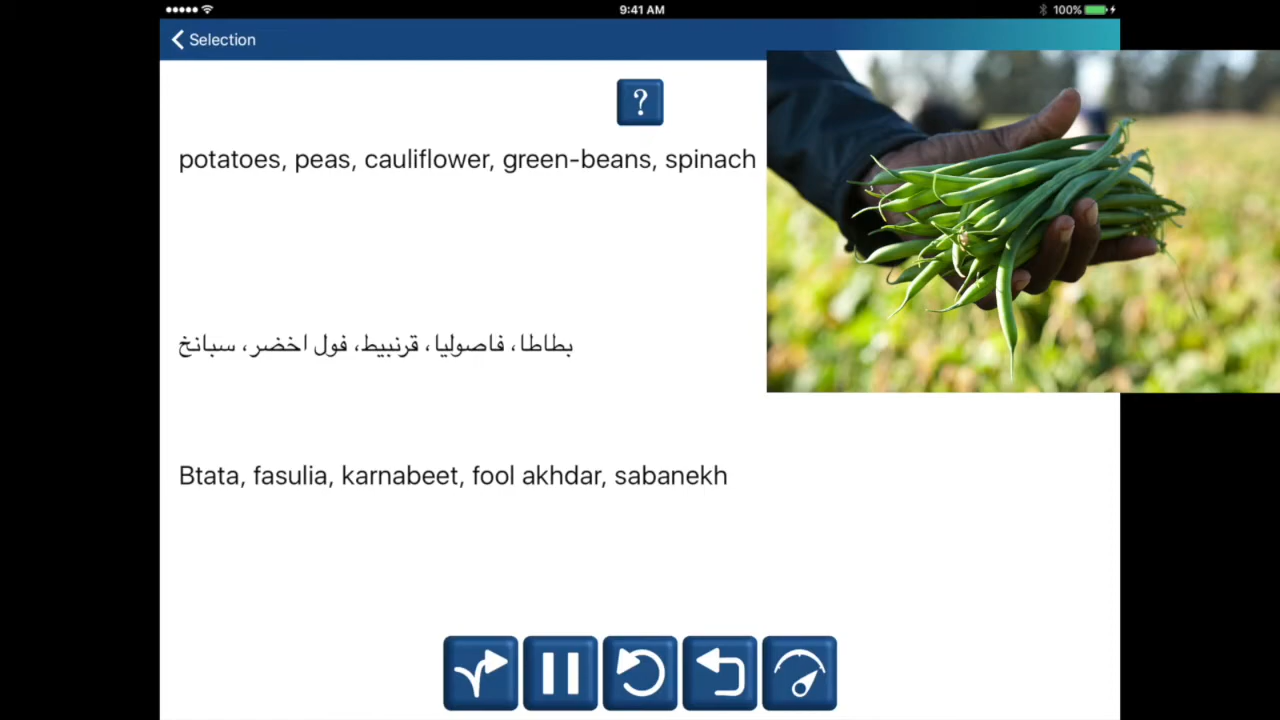 9:41 AM
100%
Selection
?
potatoes, peas, cauliflower, green-beans, spinach
بطاطا، فاصوليا، قرنبيط، فول اخضر، سبانخ
Btata, fasulia, karnabeet, fool akhdar, sabanekh